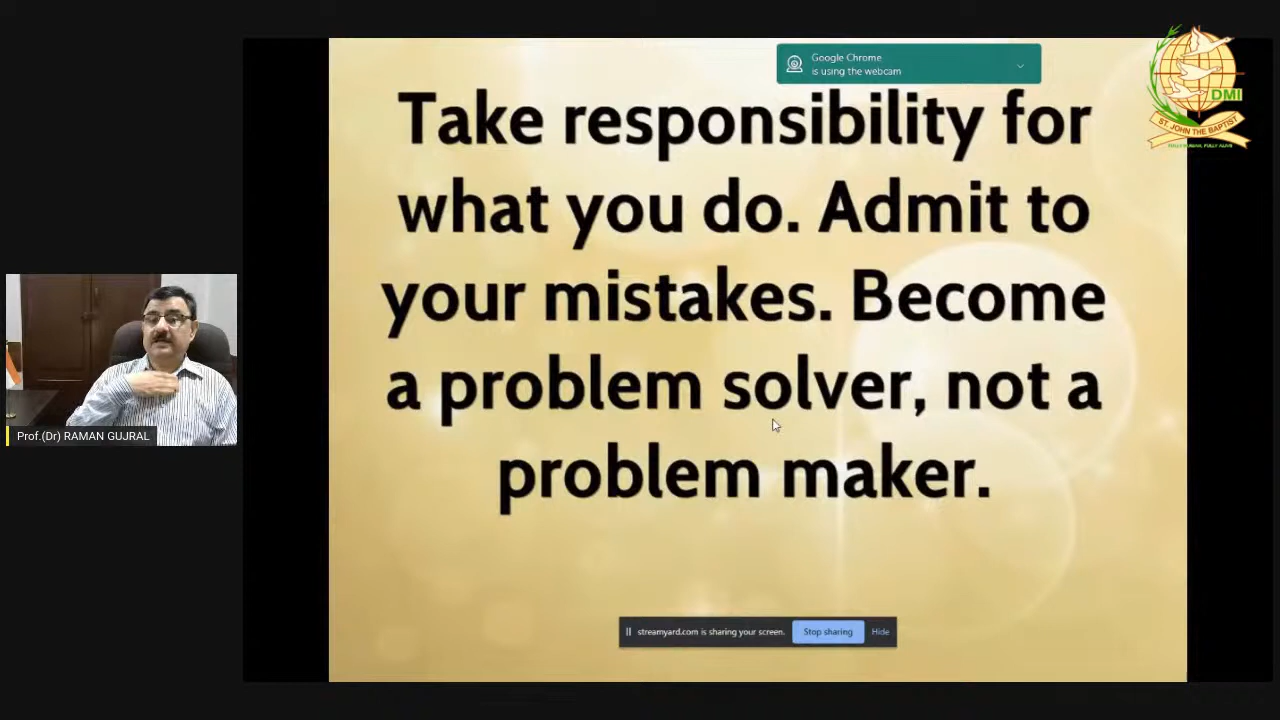 Google Chrome
is using the webcam
Take responsibility for
what you do. Admit to
your mistakes. Become
a problem solver, not a
problem maker.
DMI
ST. JOHN THE BAPTIST
Prof.(Dr) RAMAN GUJRAL
streamyard.com is sharing your screen.
Stop sharing
Hide